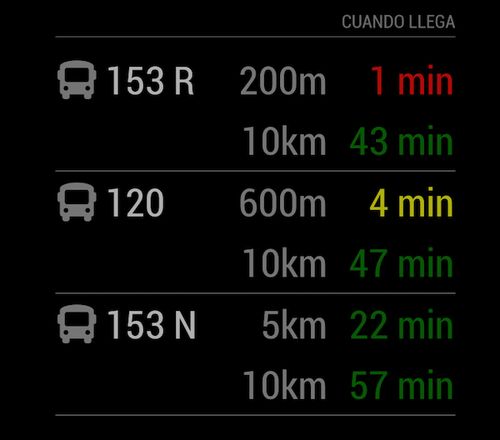 CUANDO LLEGA
153 R 200m 1 min
10km 43 min
120 600m 4 min
10km 47 min
153 N 5km 22 min
10km 57 min